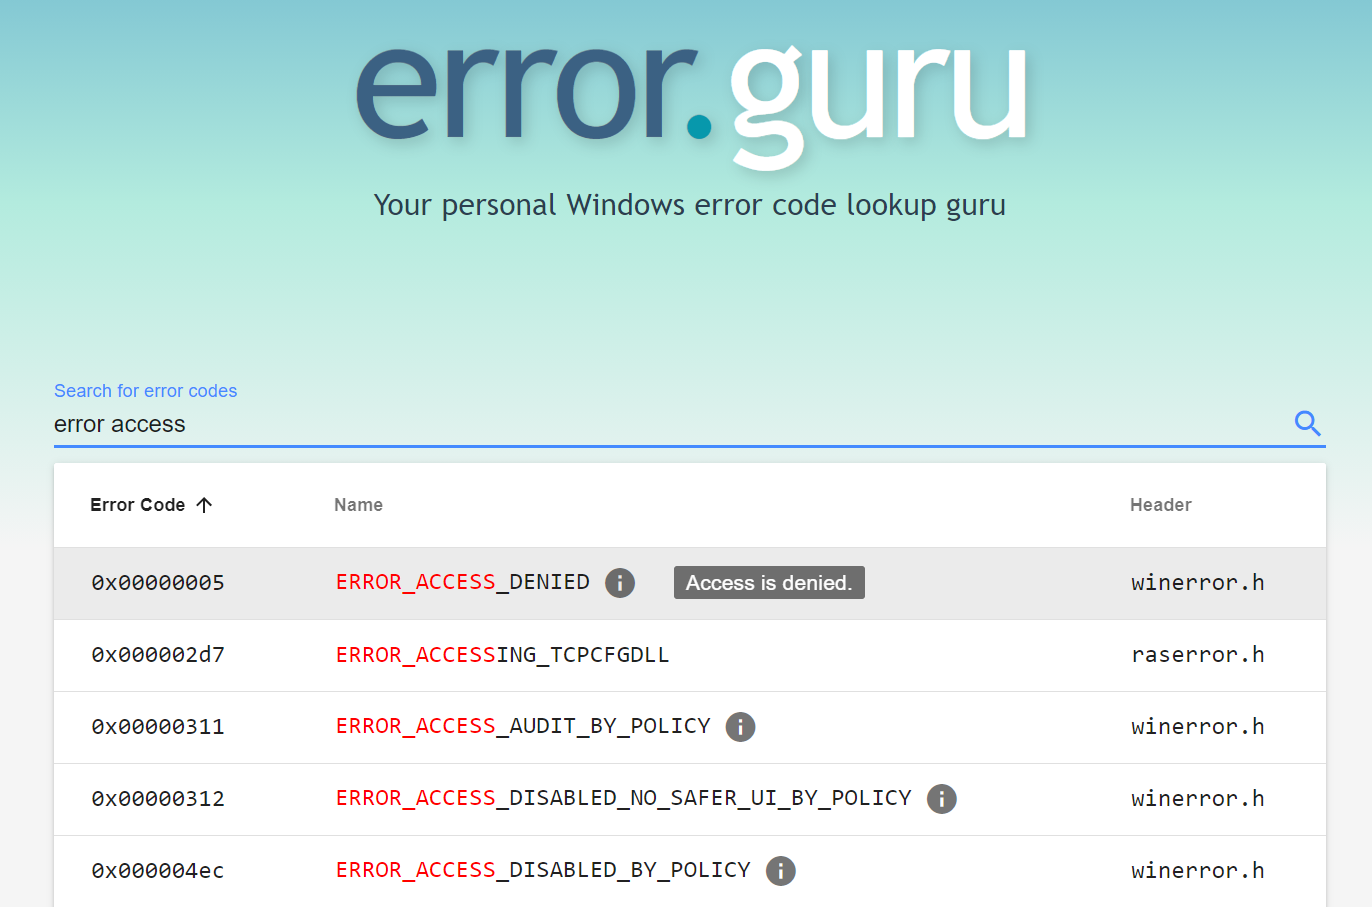 error.guru
Your personal Windows error code lookup guru
Search for error codes
error access
Error Code Name Header
0x00000005 ERROR_ACCESS_DENIED Access is denied. winerror.h
0x000002d7 ERROR_ACCESSING_TCPCFGDLL raserror.h
0x00000311 ERROR_ACCESS_AUDIT_BY_POLICY winerror.h
0x00000312 ERROR_ACCESS_DISABLED_NO_SAFER_UI_BY_POLICY winerror.h
0x000004ec ERROR_ACCESS_DISABLED_BY_POLICY winerror.h